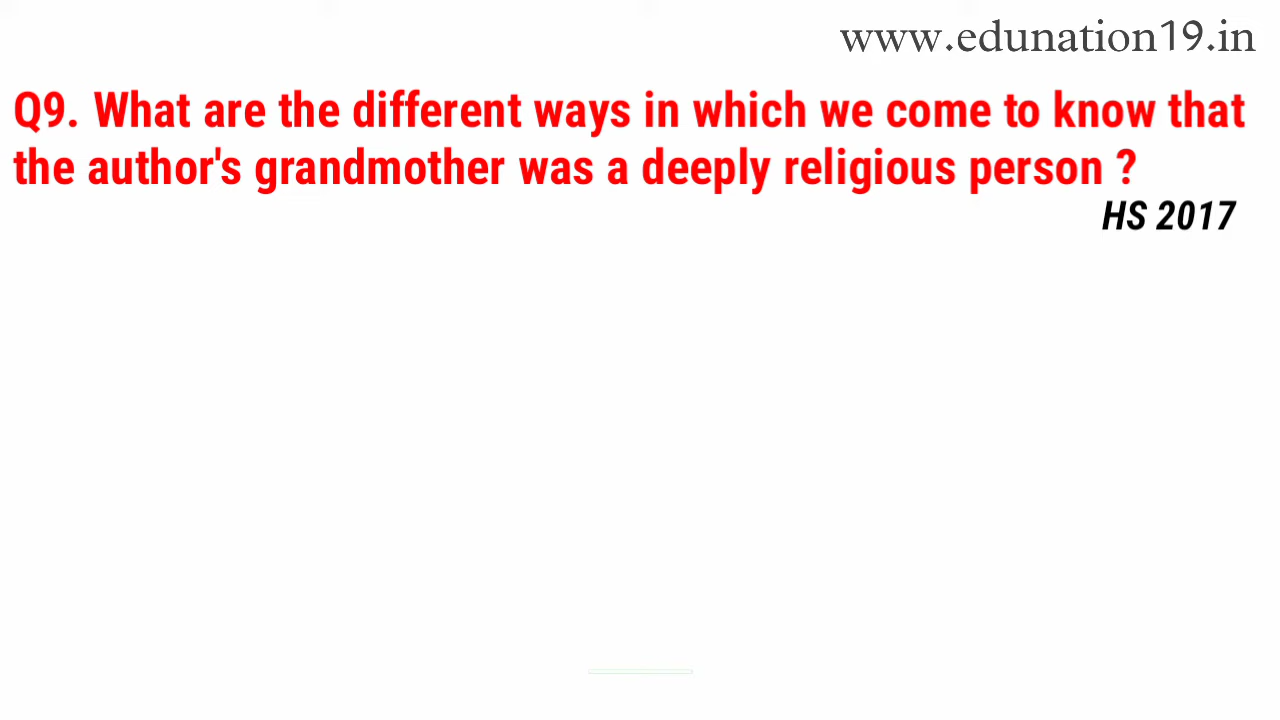 www.edunation19.in
Q9. What are the different ways in which we come to know that
the author's grandmother was a deeply religious person ?
HS 2017